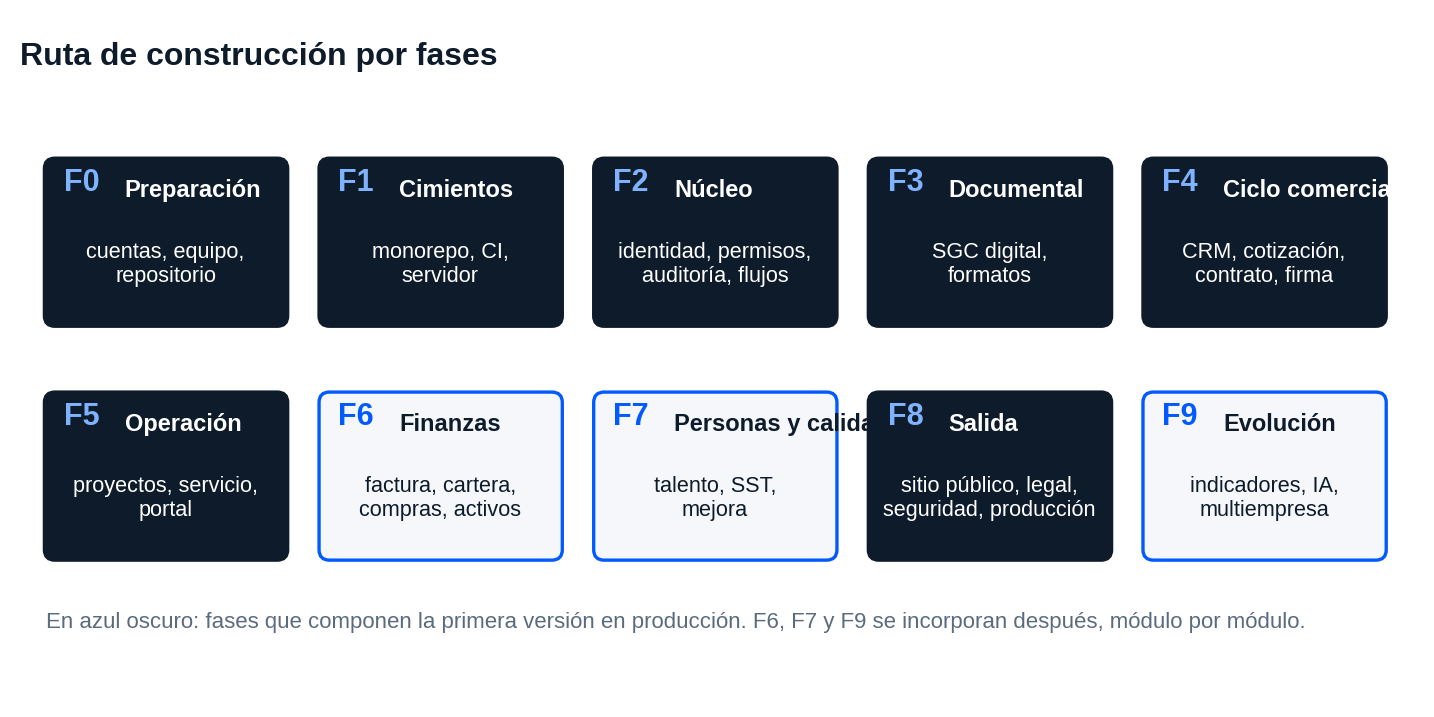 Ruta de construcción por fases
F0 Preparación
cuentas, equipo,
repositorio
F1 Cimientos
monorepo, CI,
servidor
F2 Núcleo
identidad, permisos,
auditoría, flujos
F3 Documental
SGC digital,
formatos
F4 Ciclo comercia
CRM, cotización,
contrato, firma
F5 Operación
proyectos, servicio,
portal
F6 Finanzas
factura, cartera,
compras, activos
F7 Personas y calida
talento, SST,
mejora
F8 Salida
sitio público, legal,
seguridad, producción
F9 Evolución
indicadores, IA,
multiempresa
En azul oscuro: fases que componen la primera versión en producción. F6, F7 y F9 se incorporan después, módulo por módulo.